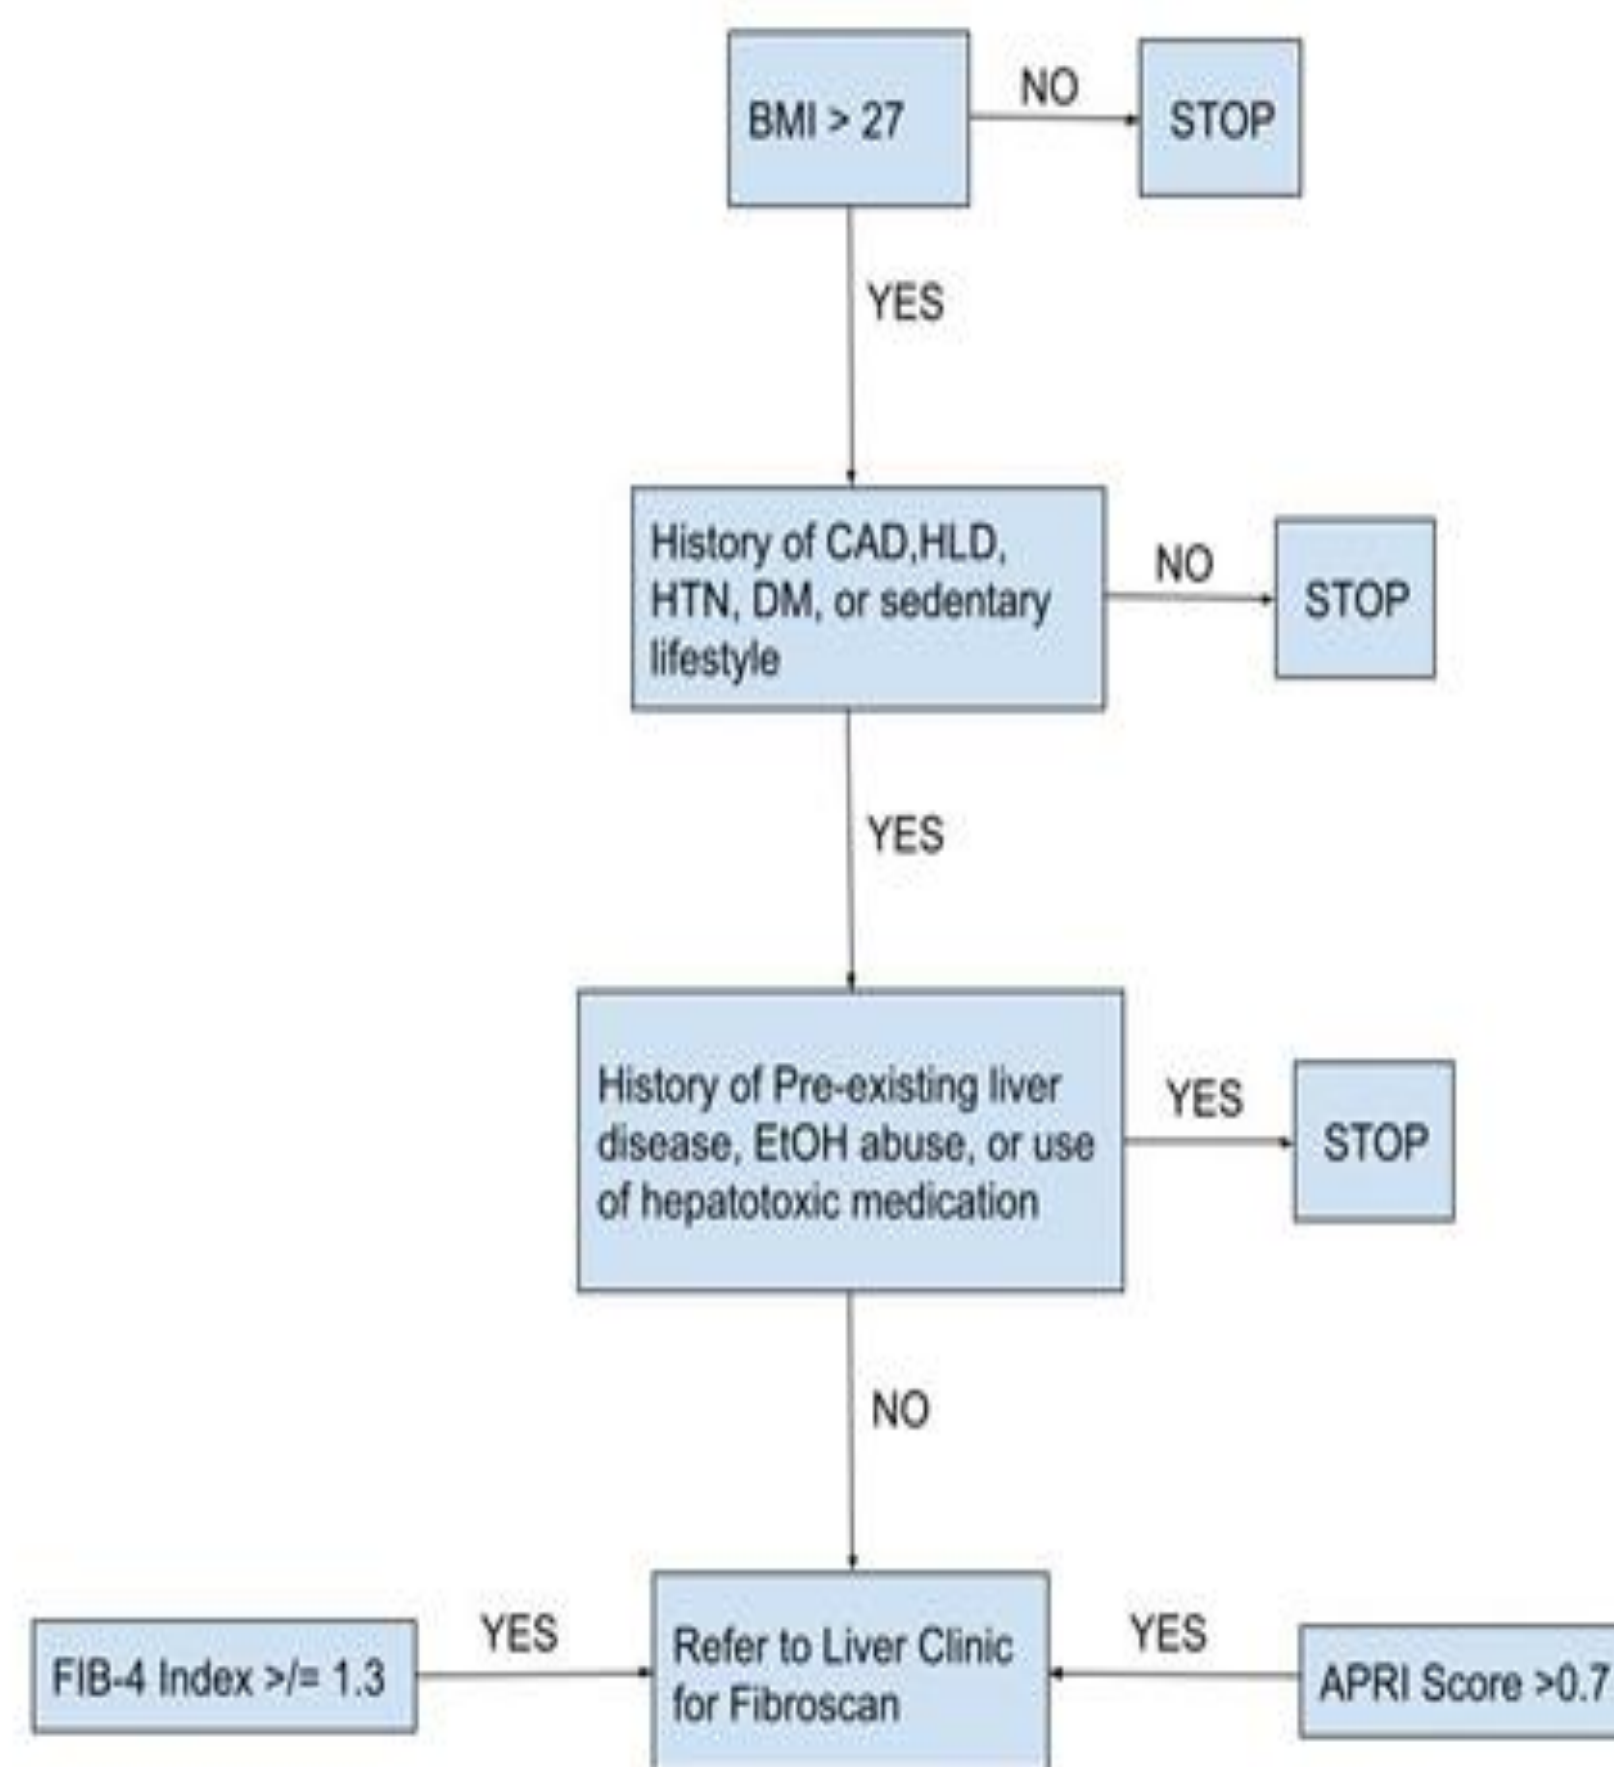 BMI > 27
NO
STOP
YES
History of CAD,HLD,
HTN, DM, or sedentary
lifestyle
NO
STOP
YES
History of Pre-existing liver
disease, EtOH abuse, or use
of hepatotoxic medication
YES
STOP
NO
FIB-4 Index >/= 1.3
YES
Refer to Liver Clinic
for Fibroscan
YES
APRI Score >0.7